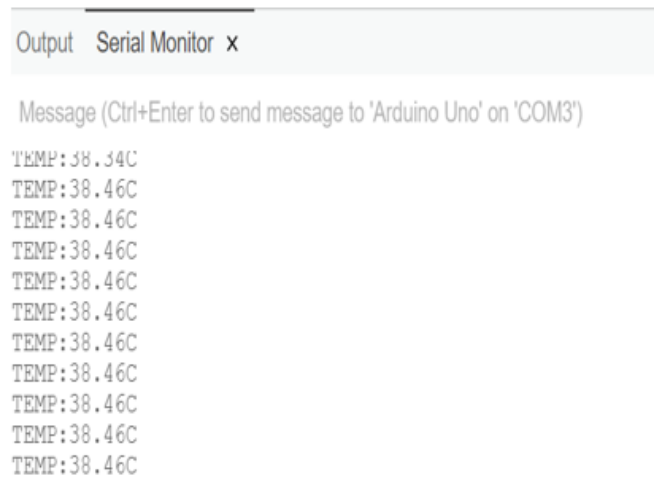 Output Serial Monitor x
Message (Ctrl+Enter to send message to 'Arduino Uno' on 'COM3')
TEMP:38.34C
TEMP:38.46C
TEMP:38.46C
TEMP:38.46C
TEMP:38.46C
TEMP:38.46C
TEMP:38.46C
TEMP:38.46C
TEMP:38.46C
TEMP:38.46C
TEMP:38.46C